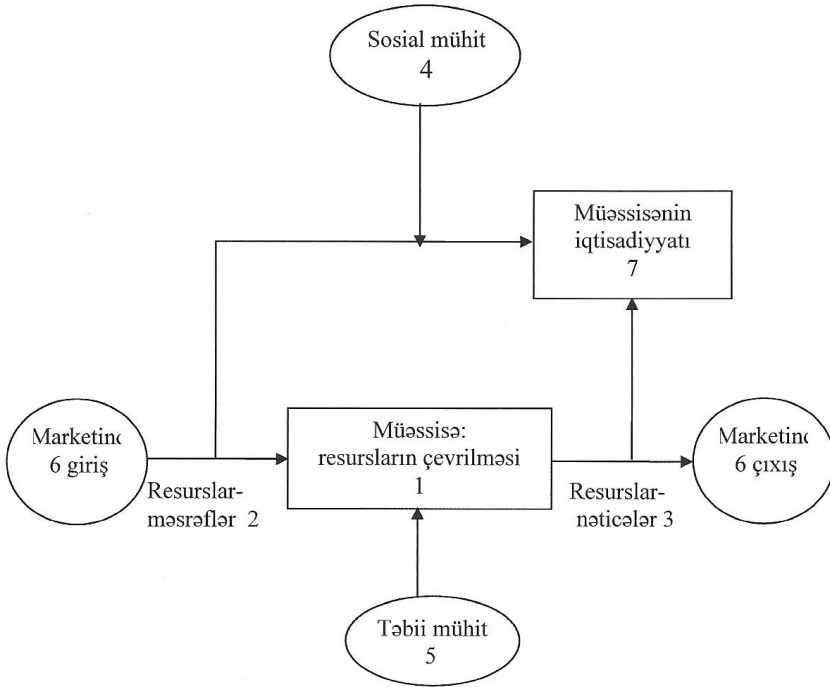 Sosial mühit
4
Müəssisənin
iqtisadiyyatı
7
Marketinc
6 giriş
Müəssisə:
resursların çevrilməsi
1
Marketinc
6 çıxış
Resurslar-
məsrəflər 2
Resurslar-
nəticələr 3
Təbii mühit
5